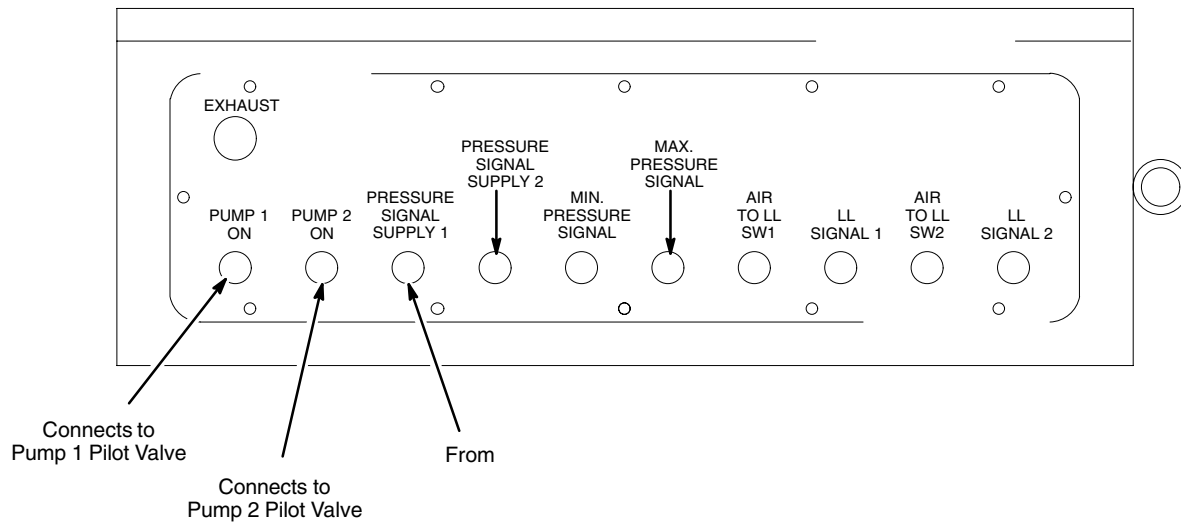 EXHAUST
PRESSURE
SIGNAL
SUPPLY 2
MAX.
PRESSURE
SIGNAL
PUMP 1
ON
PUMP 2
ON
PRESSURE
SIGNAL
SUPPLY 1
MIN.
PRESSURE
SIGNAL
AIR
TO LL
SW1
LL
SIGNAL 1
AIR
TO LL
SW2
LL
SIGNAL 2
Connects to
Pump 1 Pilot Valve
Connects to
Pump 2 Pilot Valve
From